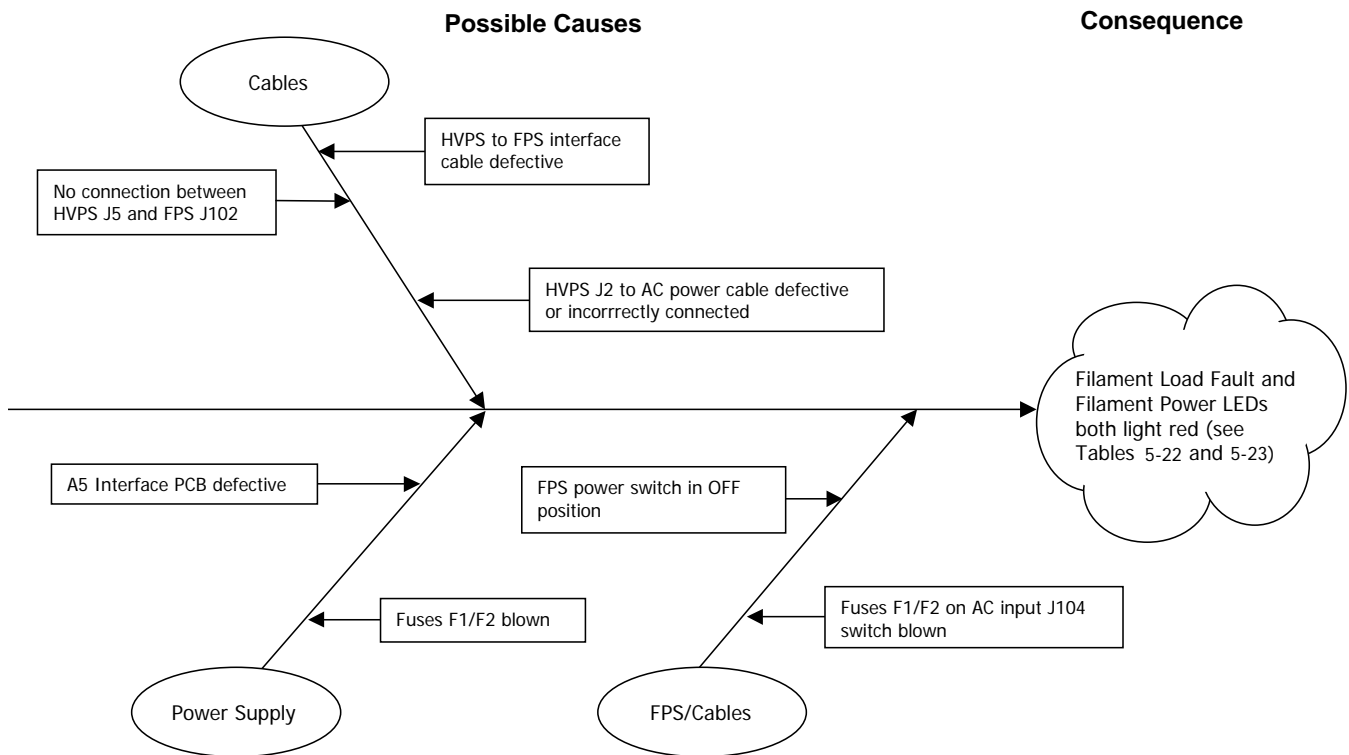 Possible Causes
Consequence
Cables
HVPS to FPS interface
cable defective
No connection between
HVPS J5 and FPS J102
HVPS J2 to AC power cable defective
or incorrrectly connected
Filament Load Fault and
Filament Power LEDs
both light red (see
Tables 5-22 and 5-23)
A5 Interface PCB defective
FPS power switch in OFF
position
Fuses F1/F2 blown
Fuses F1/F2 on AC input J104
switch blown
Power Supply
FPS/Cables